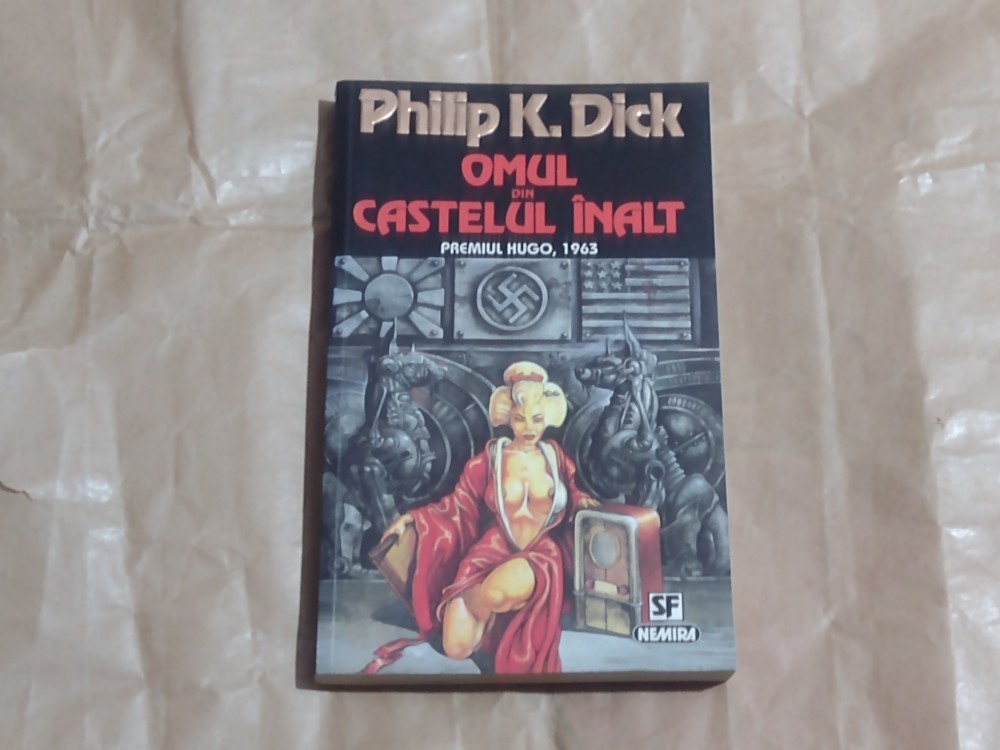 Philip K. Dick
OMUL
DIN
CASTELUL ÎNALT
PREMIUL HUGO, 1963
SF
NEMIRA